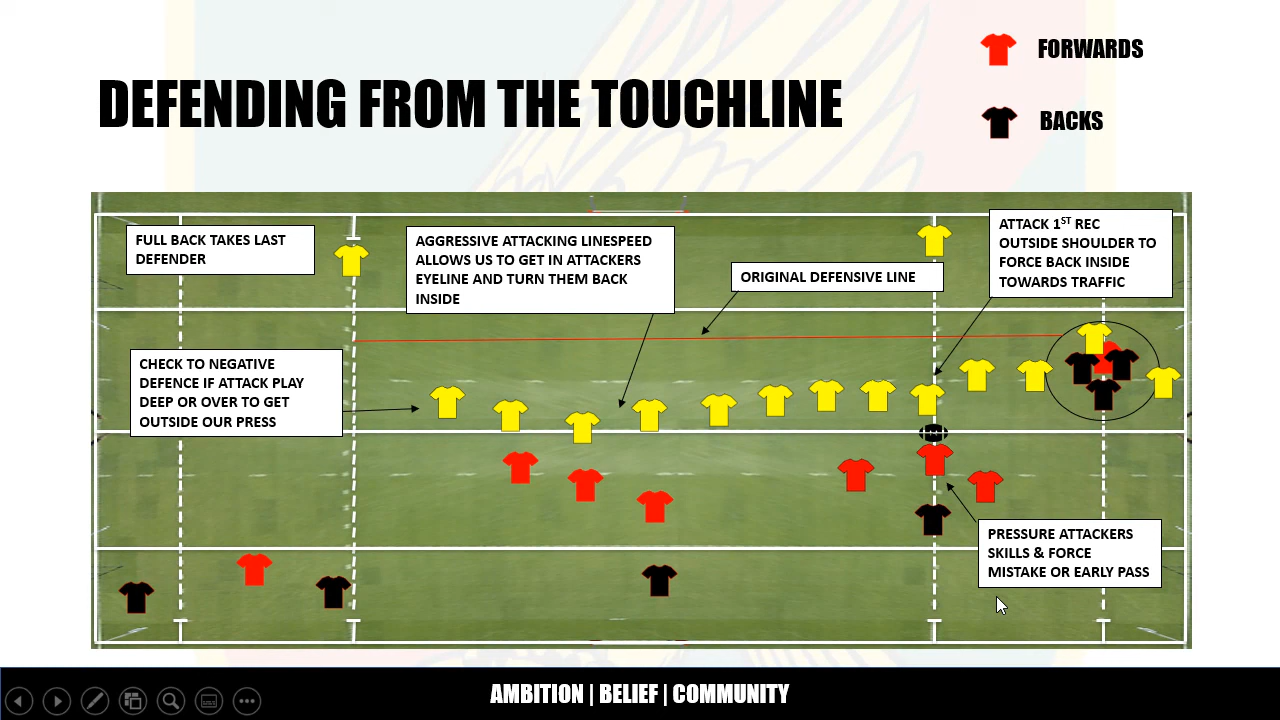 FORWARDS
DEFENDING FROM THE TOUCHLINE
BACKS
FULL BACK TAKES LAST
DEFENDER
AGGRESSIVE ATTACKING LINESPEED
ALLOWS US TO GET IN ATTACKERS
EYELINE AND TURN THEM BACK
INSIDE
ORIGINAL DEFENSIVE LINE
ATTACK 1ST REC
OUTSIDE SHOULDER TO
FORCE BACK INSIDE
TOWARDS TRAFFIC
CHECK TO NEGATIVE
DEFENCE IF ATTACK PLAY
DEEP OR OVER TO GET
OUTSIDE OUR PRESS
PRESSURE ATTACKERS
SKILLS & FORCE
MISTAKE OR EARLY PASS
AMBITION | BELIEF | COMMUNITY